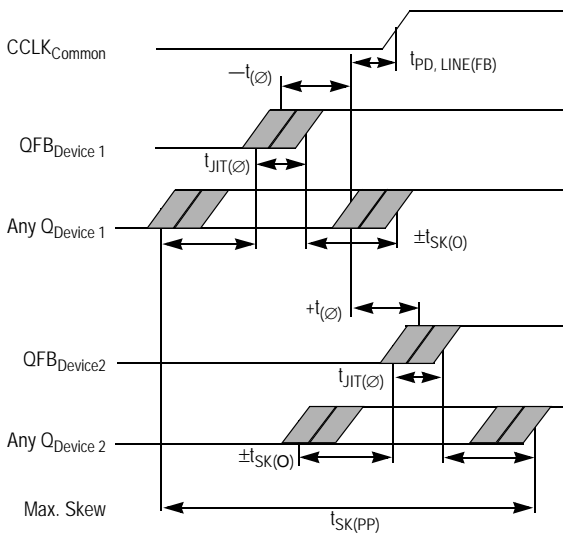 CCLKCommon
tPD, LINE(FB)
—t(∅)
QFBDevice 1
tJIT(∅)
Any QDevice 1
±tSK(O)
+t(∅)
QFBDevice2
tJIT(∅)
Any QDevice 2
±tSK(O)
Max. Skew
tSK(PP)